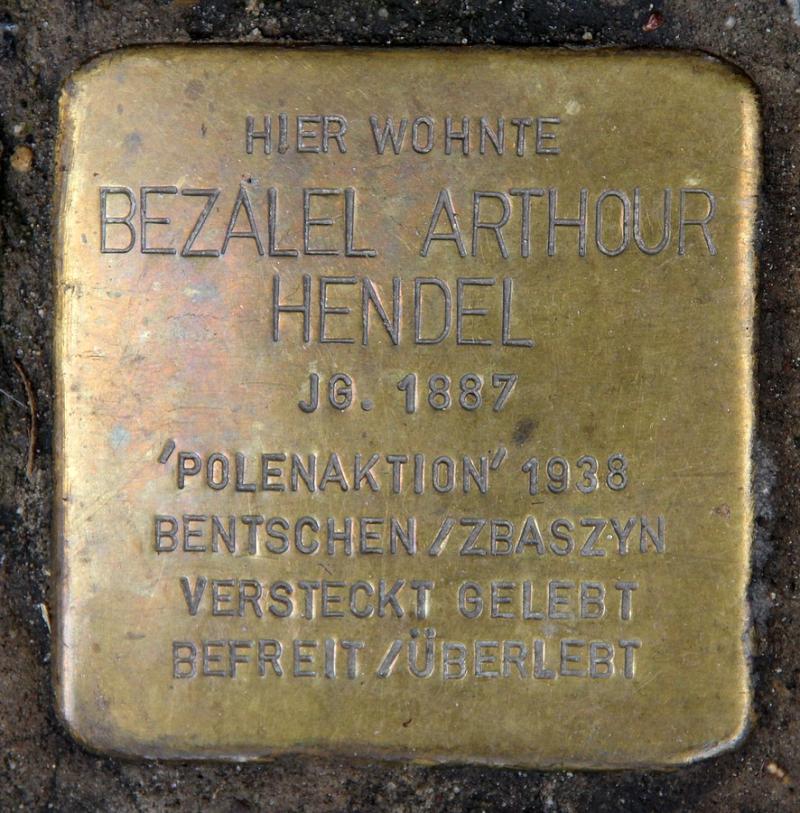 HIER WOHNTE
BEZALEL ARTHOUR
HENDEL
JG. 1887
'POLENAKTION' 1938
BENTSCHEN/ZBASZYN
VERSTECKT GELEBT
BEFREIT/ÜBERLEBT